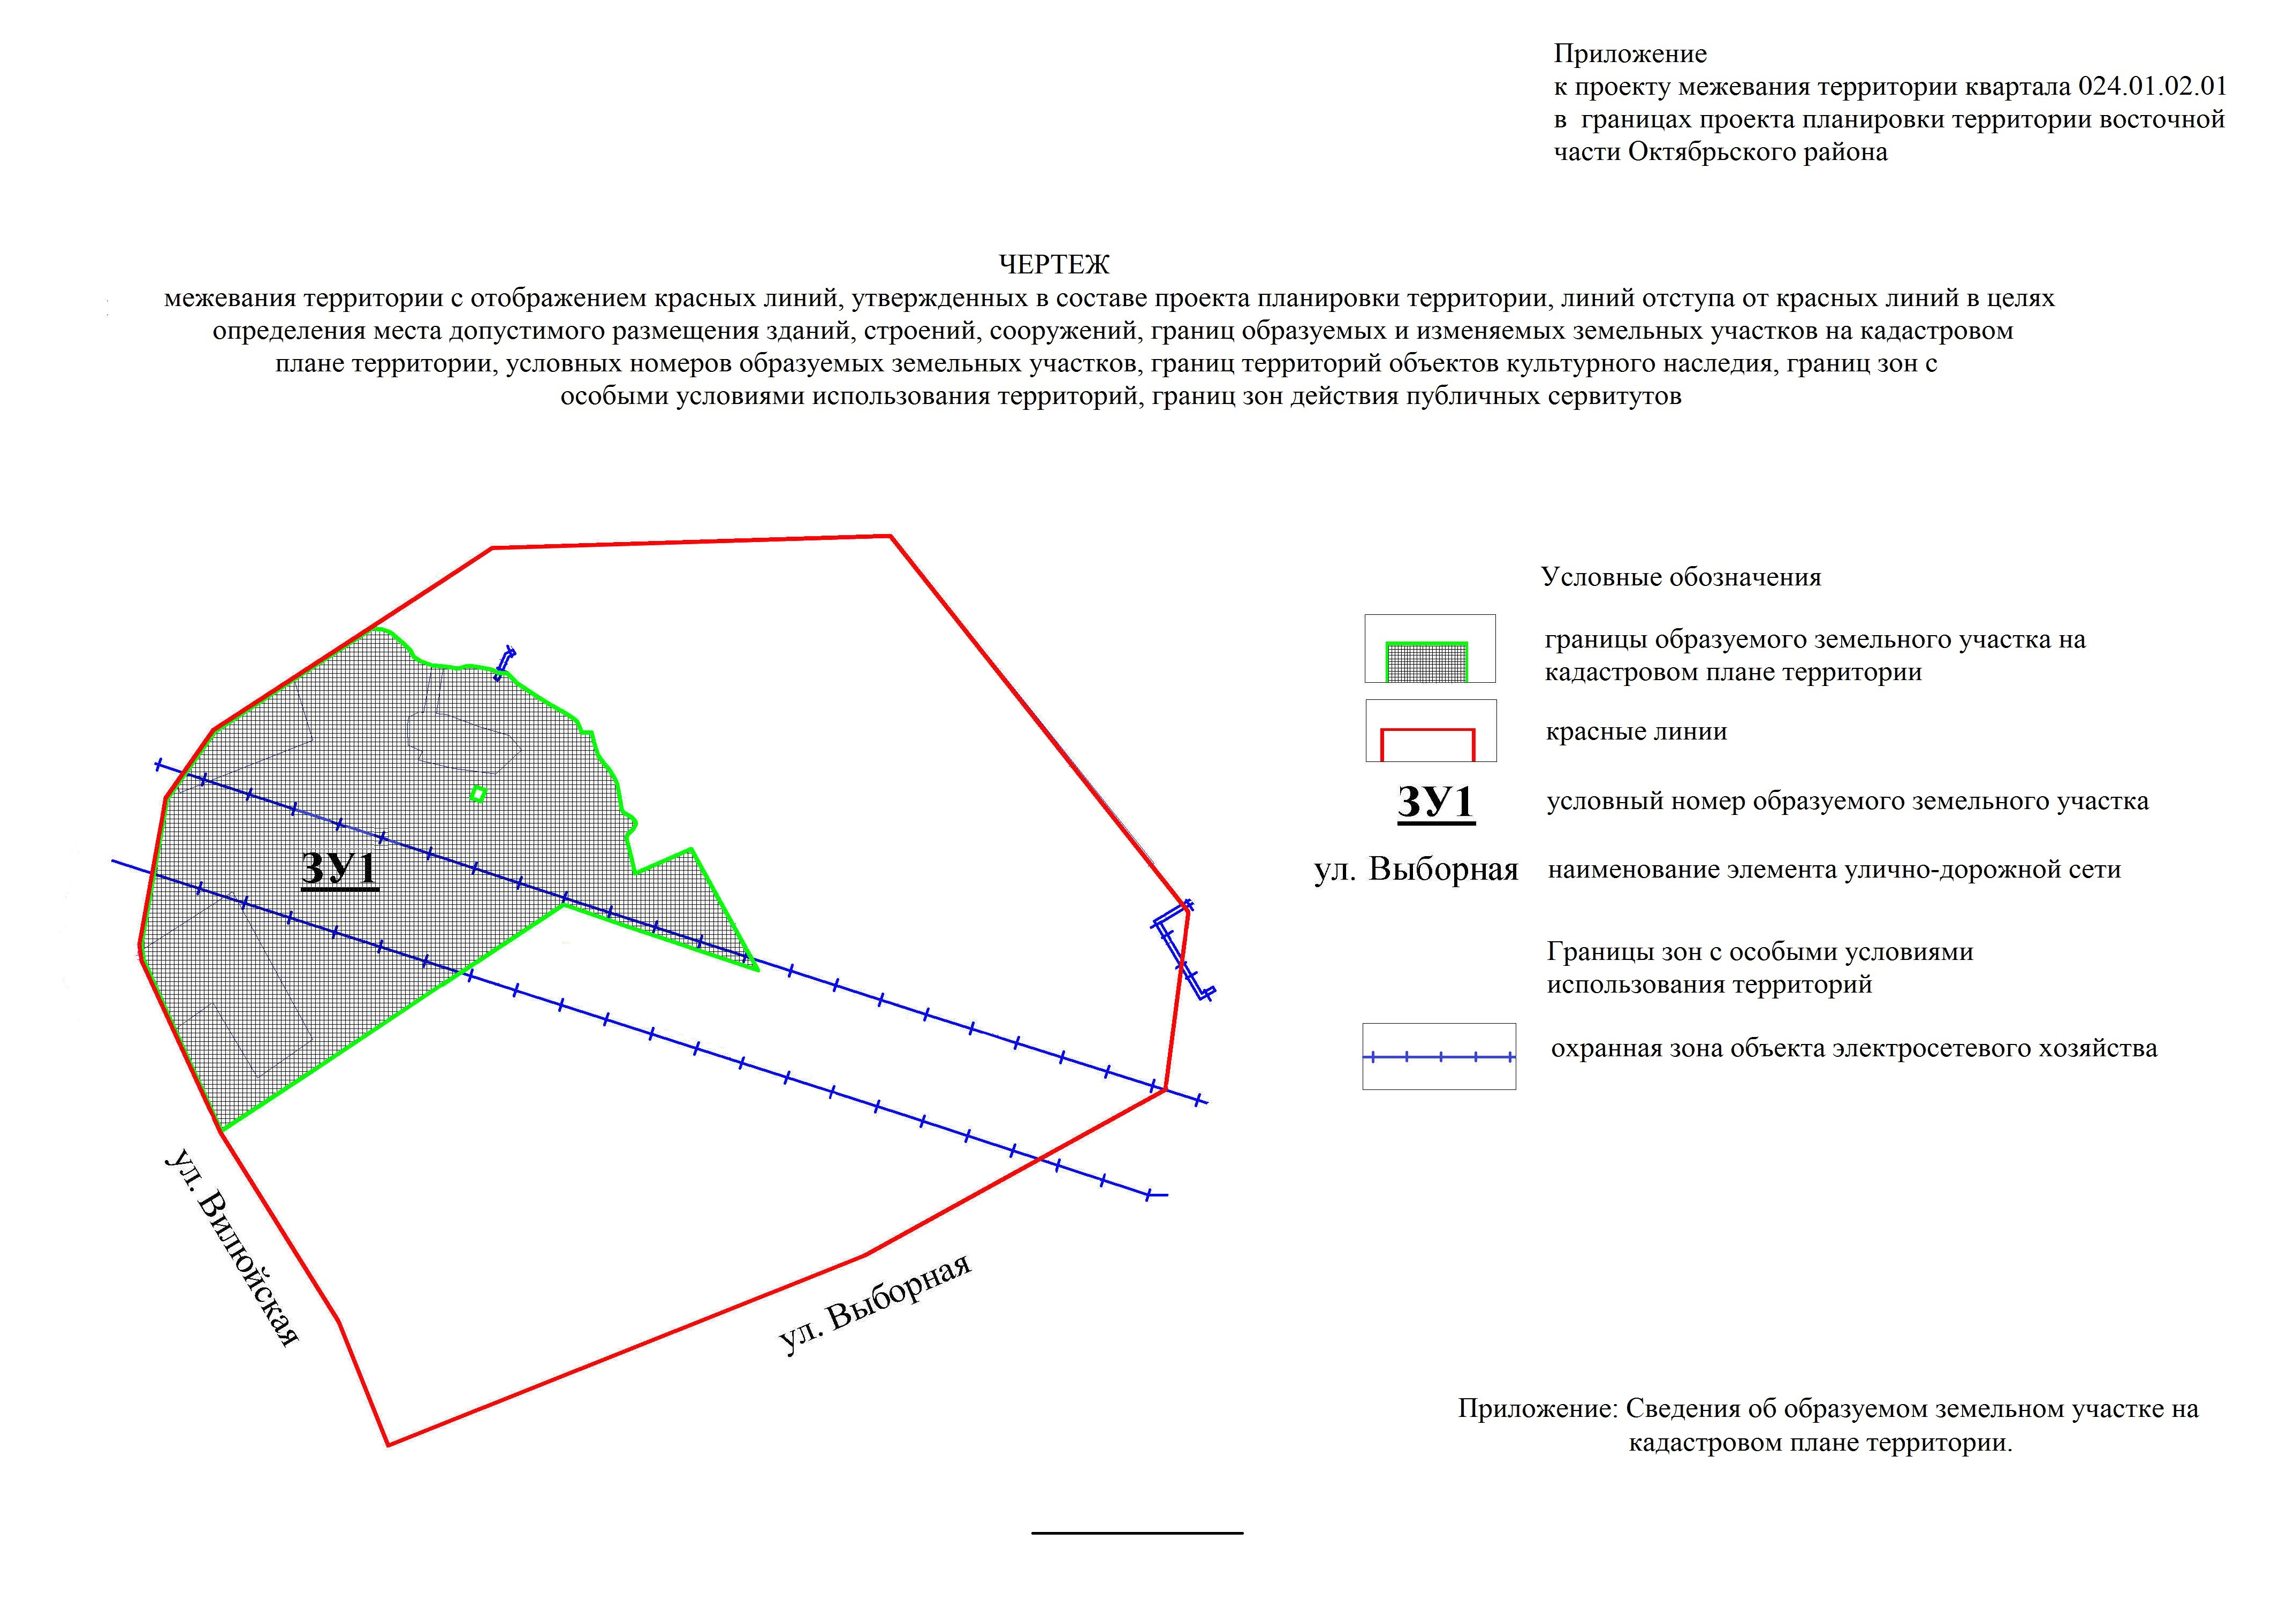 Приложение
к проекту межевания территории квартала 024.01.02.01
в границах проекта планировки территории восточной
части Октябрьского района
ЧЕРТЕЖ
межевания территории с отображением красных линий, утвержденных в составе проекта планировки территории, линий отступа от красных линий в целях
определения места допустимого размещения зданий, строений, сооружений, границ образуемых и изменяемых земельных участков на кадастровом
плане территории, условных номеров образуемых земельных участков, границ территорий объектов культурного наследия, границ зон с
особыми условиями использования территорий, границ зон действия публичных сервитутов
ЗУ1
ул. Вилюйская
ул. Выборная
Условные обозначения
границы образуемого земельного участка на
кадастровом плане территории
красные линии
ЗУ1 условный номер образуемого земельного участка
ул. Выборная наименование элемента улично-дорожной сети
Границы зон с особыми условиями
использования территорий
охранная зона объекта электросетевого хозяйства
Приложение: Сведения об образуемом земельном участке на
кадастровом плане территории.